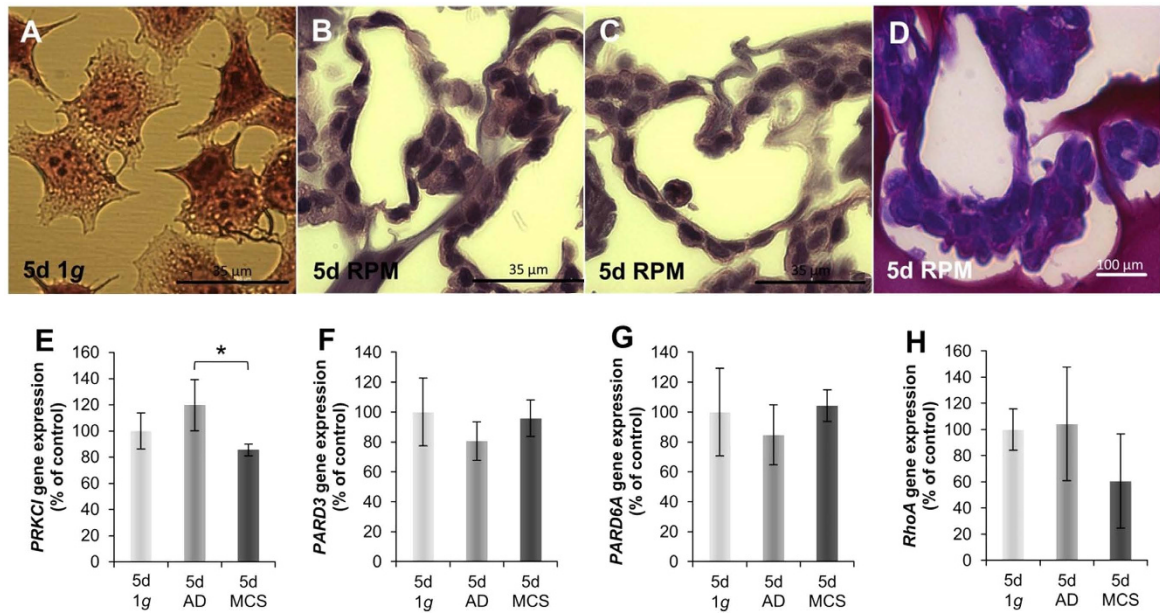 A
B
C
D
5d 1g
35 µm
5d RPM
35 µm
5d RPM
35 µm
5d RPM
100 µm
E
PRKCI gene expression
(% of control)
160
140
120
100
80
60
40
20
0
*
5d
1g
5d
AD
5d
MCS
F
PARD3 gene expression
(% of control)
140
120
100
80
60
40
20
0
5d
1g
5d
AD
5d
MCS
G
PARD6A gene expression
(% of control)
140
120
100
80
60
40
20
0
5d
1g
5d
AD
5d
MCS
H
RhoA gene expression
(% of control)
160
140
120
100
80
60
40
20
0
5d
1g
5d
AD
5d
MCS